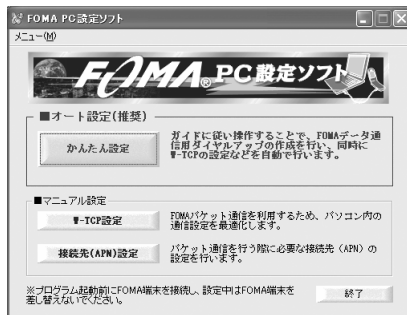 FOMA PC設定ソフト
メニュー(M)
FOMA® PC設定ソフト
■オート設定(推奨)
かんたん設定
ガイドに従い操作することで、FOMAデータ通
信用ダイヤルアップの作成を行い、同時に
W-TCPの設定などを自動で行います。
■マニュアル設定
W-TCP設定
FOMAパケット通信を利用するため、パソコン内の
通信設定を最適化します。
接続先(APN)設定
パケット通信を行う際に必要な接続先(APN)の
設定を行います。
※プログラム起動前にFOMA端末を接続し、設定中はFOMA端末を
差し替えないでください。
終了